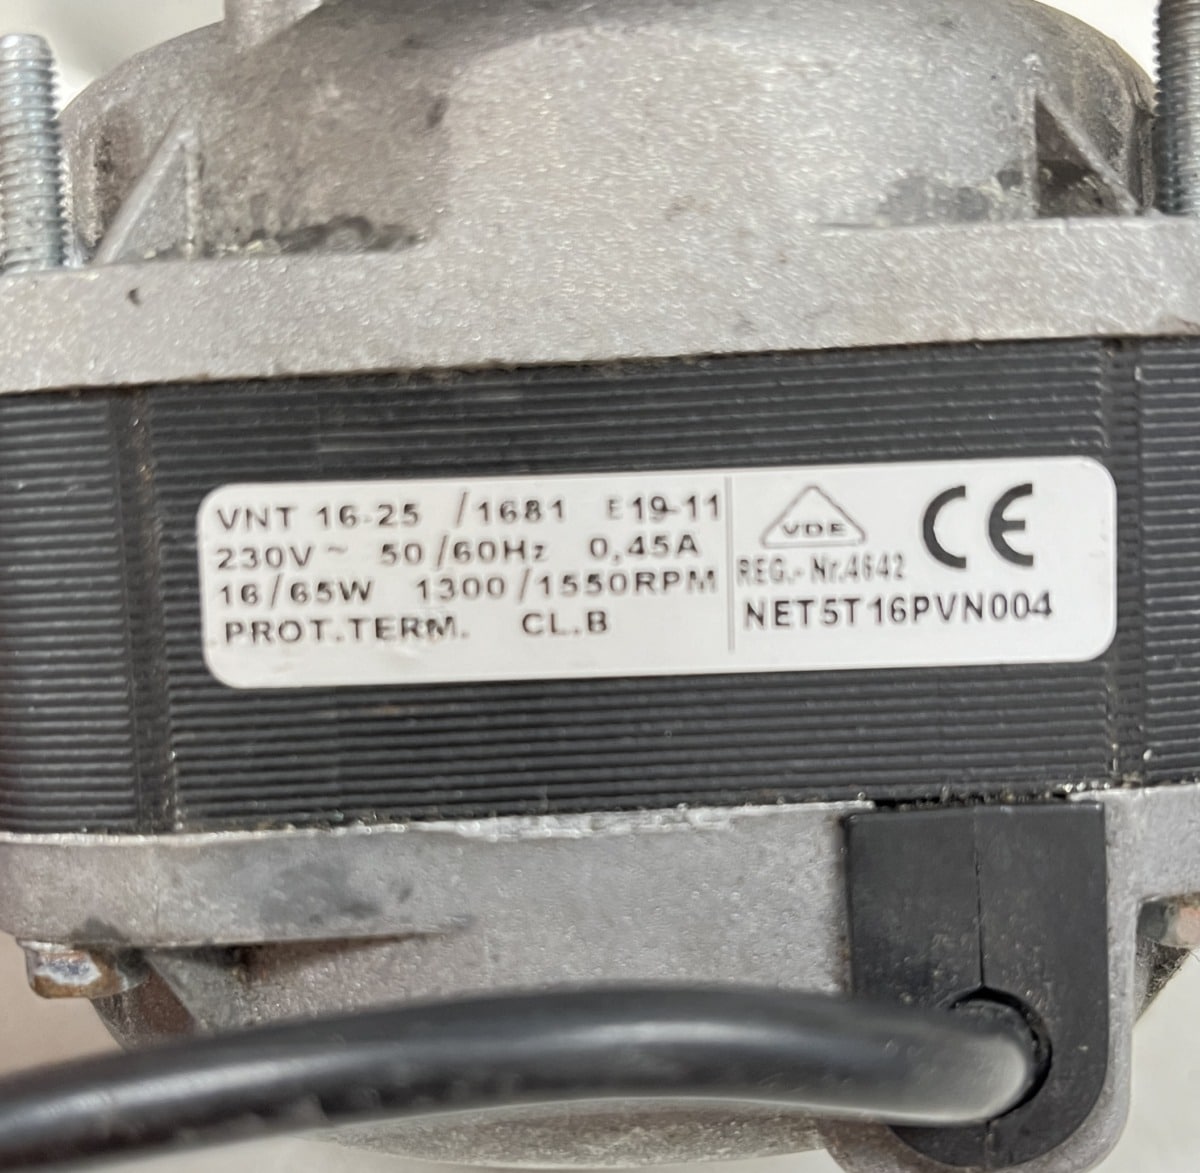 VNT 16-25 /1681 E19-11
230V~ 50/60Hz 0,45A
16/65W 1300/1550RPM
PROT.TERM. CL.B
VDE
CE
REG.-Nr.4642
NET5T16PVN004